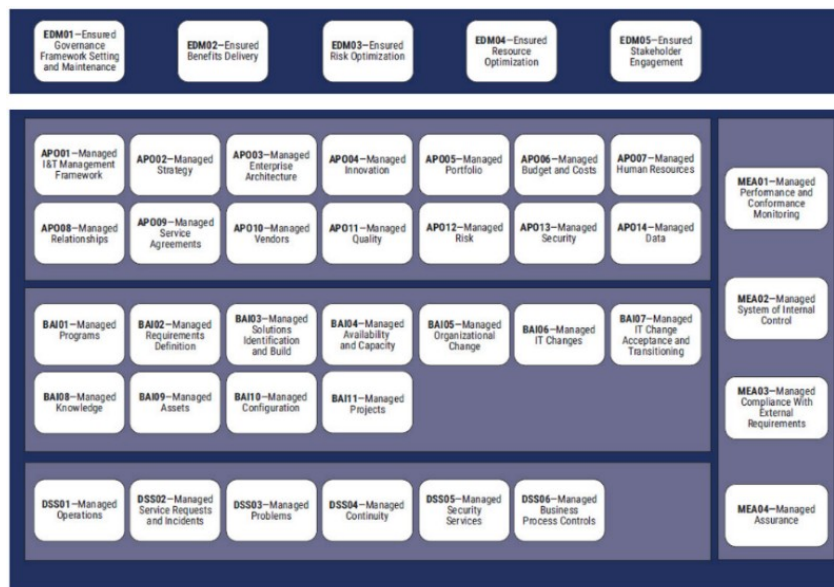 EDM01—Ensured
Governance
Framework Setting
and Maintenance
EDM02—Ensured
Benefits Delivery
EDM03—Ensured
Risk Optimization
EDM04—Ensured
Resource
Optimization
EDM05—Ensured
Stakeholder
Engagement
APO01—Managed
I&T Management
Framework
APO02—Managed
Strategy
APO03—Managed
Enterprise
Architecture
APO04—Managed
Innovation
APO05—Managed
Portfolio
APO06—Managed
Budget and Costs
APO07—Managed
Human Resources
APO08—Managed
Relationships
APO09—Managed
Service
Agreements
APO10—Managed
Vendors
APO11—Managed
Quality
APO12—Managed
Risk
APO13—Managed
Security
APO14—Managed
Data
BAI01—Managed
Programs
BAI02—Managed
Requirements
Definition
BAI03—Managed
Solutions
Identification
and Build
BAI04—Managed
Availability
and Capacity
BAI05—Managed
Organizational
Change
BAI06—Managed
IT Changes
BAI07—Managed
IT Change
Acceptance and
Transitioning
BAI08—Managed
Knowledge
BAI09—Managed
Assets
BAI10—Managed
Configuration
BAI11—Managed
Projects
DSS01—Managed
Operations
DSS02—Managed
Service Requests
and Incidents
DSS03—Managed
Problems
DSS04—Managed
Continuity
DSS05—Managed
Security
Services
DSS06—Managed
Business
Process Controls
MEA01—Managed
Performance and
Conformance
Monitoring
MEA02—Managed
System of Internal
Control
MEA03—Managed
Compliance With
External
Requirements
MEA04—Managed
Assurance